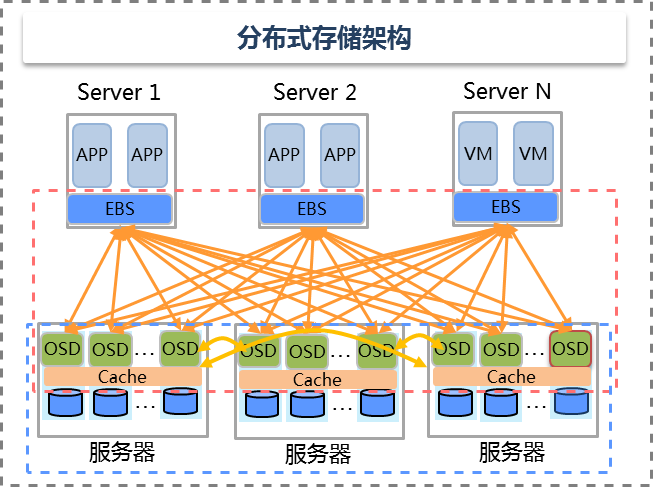 分布式存储架构
Server 1 Server 2 Server N
APP APP APP APP VM VM
EBS EBS EBS
OSD OSD ... OSD OSD OSD ... OSD OSD OSD ... OSD
Cache Cache Cache
... ... ...
服务器 服务器 服务器